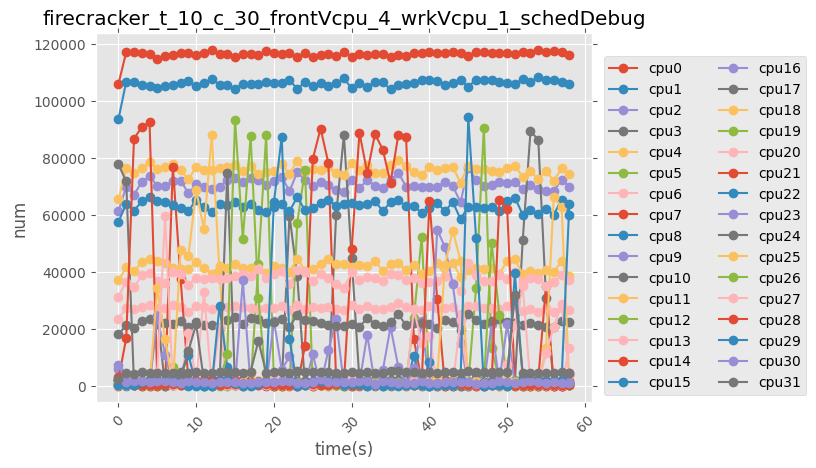 firecracker_t_10_c_30_frontVcpu_4_wrkVcpu_1_schedDebug
num
120000
100000
80000
60000
40000
20000
0
0
10
20
30
40
50
60
time(s)
cpu0
cpu1
cpu2
cpu3
cpu4
cpu5
cpu6
cpu7
cpu8
cpu9
cpu10
cpu11
cpu12
cpu13
cpu14
cpu15
cpu16
cpu17
cpu18
cpu19
cpu20
cpu21
cpu22
cpu23
cpu24
cpu25
cpu26
cpu27
cpu28
cpu29
cpu30
cpu31